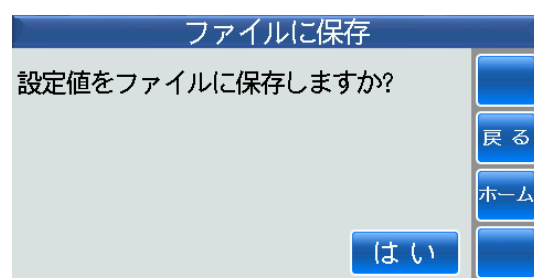 ファイルに保存
設定値をファイルに保存しますか?
戻る
ホーム
はい